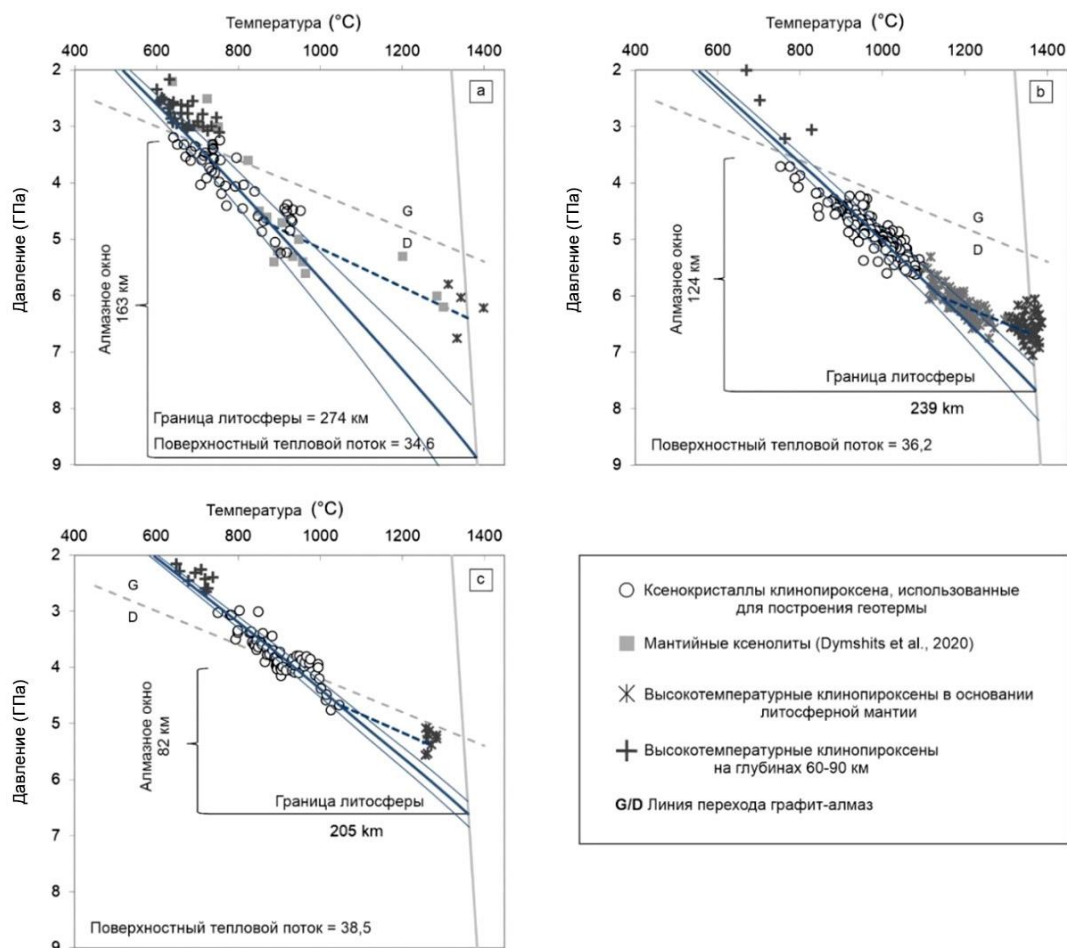 Температура (°C)
400 600 800 1000 1200 1400
2
3
4
5
6
7
8
9
Давление (ГПа)
a
G
D
Алмазное окно
163 км
Граница литосферы = 274 км
Поверхностный тепловой поток = 34,6
Температура (°C)
400 600 800 1000 1200 1400
2
3
4
5
6
7
8
9
Давление (ГПа)
b
G
D
Алмазное окно
124 км
Граница литосферы
239 km
Поверхностный тепловой поток = 36,2
Температура (°C)
400 600 800 1000 1200 1400
2
3
4
5
6
7
8
9
Давление (ГПа)
c
G
D
Алмазное окно
82 км
Граница литосферы
205 km
Поверхностный тепловой поток = 38,5
Ксенокристаллы клинопироксена, использованные
для построения геотермы
Мантийные ксенолиты (Dymshits et al., 2020)
Высокотемпературные клинопироксены в основании
литосферной мантии
Высокотемпературные клинопироксены
на глубинах 60-90 км
G/D Линия перехода графит-алмаз